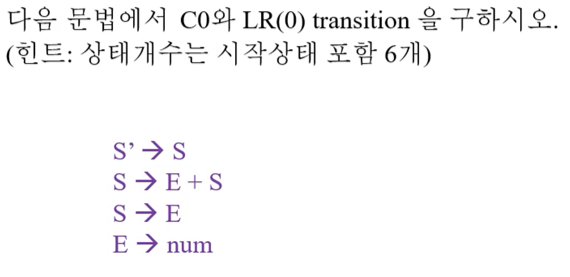 다음 문법에서 C0와 LR(0) transition 을 구하시오.
(힌트: 상태개수는 시작상태 포함 6개)
S’ → S
S → E + S
S → E
E → num